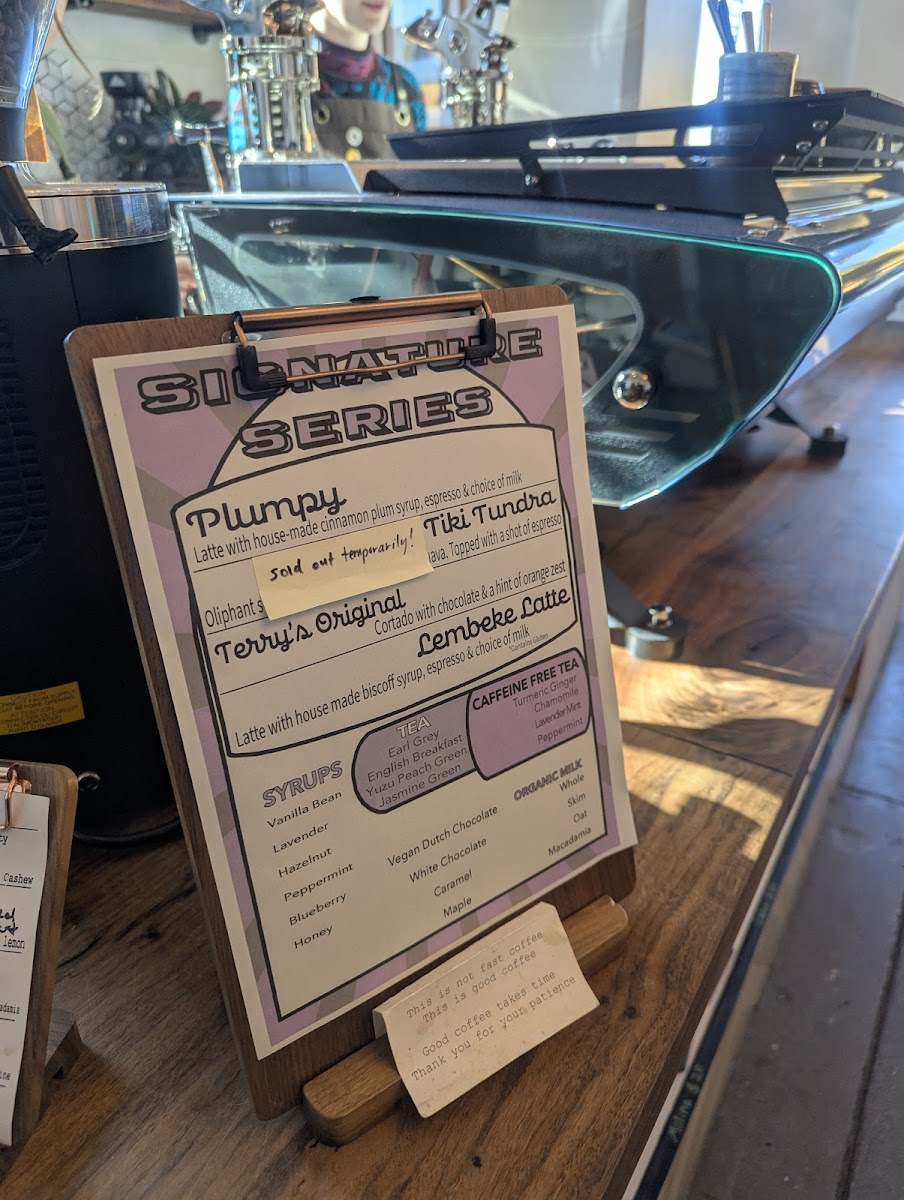 SIGNATURE
SERIES
Plumpy
Latte with house-made cinnamon plum syrup, espresso & choice of milk
Tiki Tundra
sold out temporarily!
Oliphant
Topped with a shot of espresso
Terry's Original
Cortado with chocolate & a hint of orange zest
Lembeke Latte
Latte with house made biscoff syrup, espresso & choice of milk
*Contains Gluten
TEA
Earl Grey
English Breakfast
Yuzu Peach Green
Jasmine Green
CAFFEINE FREE TEA
Turmeric Ginger
Chamomile
Lavender Mint
Peppermint
SYRUPS
Vanilla Bean
Lavender
Hazelnut
Peppermint
Blueberry
Honey
Vegan Dutch Chocolate
White Chocolate
Caramel
Maple
ORGANIC MILK
Whole
Skim
Oat
Macadamia
This is not fast coffee
This is good coffee
Good coffee takes time
Thank you for your patience
Cashew
lemon